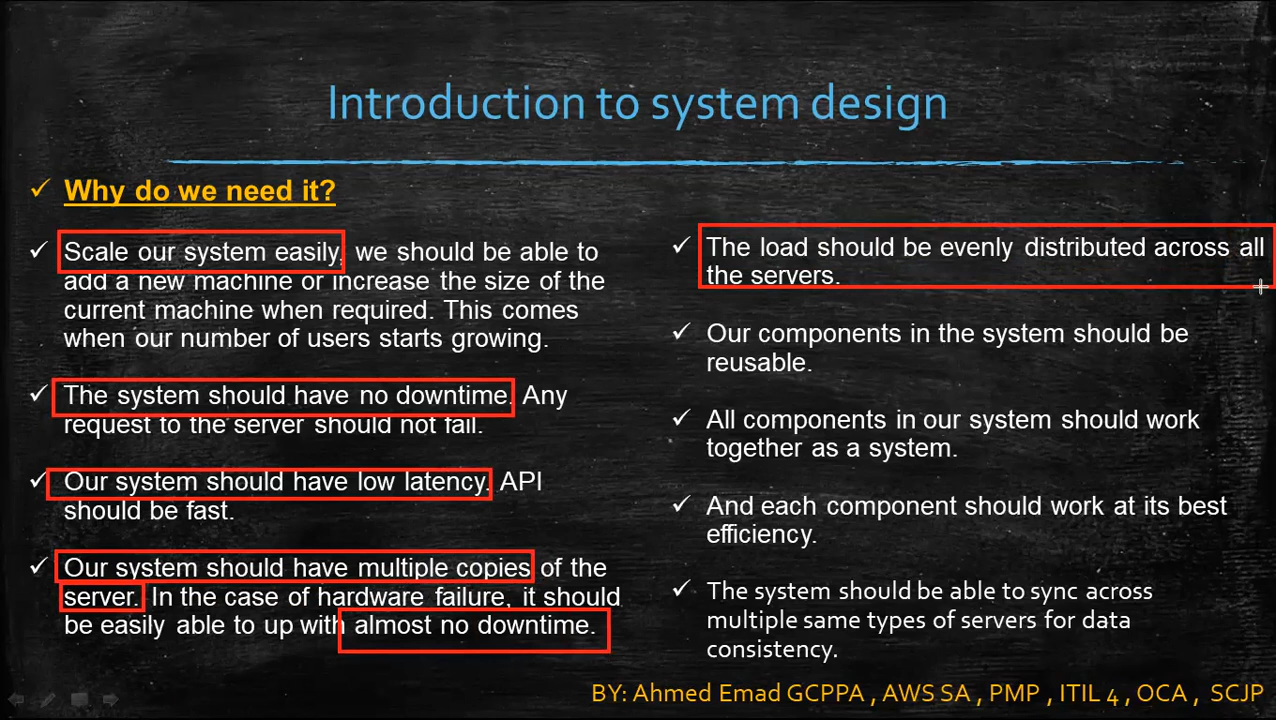 Introduction to system design
Why do we need it?
Scale our system easily, we should be able to
add a new machine or increase the size of the
current machine when required. This comes
when our number of users starts growing.
The system should have no downtime. Any
request to the server should not fail.
Our system should have low latency. API
should be fast.
Our system should have multiple copies of the
server. In the case of hardware failure, it should
be easily able to up with almost no downtime.
The load should be evenly distributed across all
the servers.
Our components in the system should be
reusable.
All components in our system should work
together as a system.
And each component should work at its best
efficiency.
The system should be able to sync across
multiple same types of servers for data
consistency.
BY: Ahmed Emad GCPPA , AWS SA , PMP , ITIL 4 , OCA , SCJP